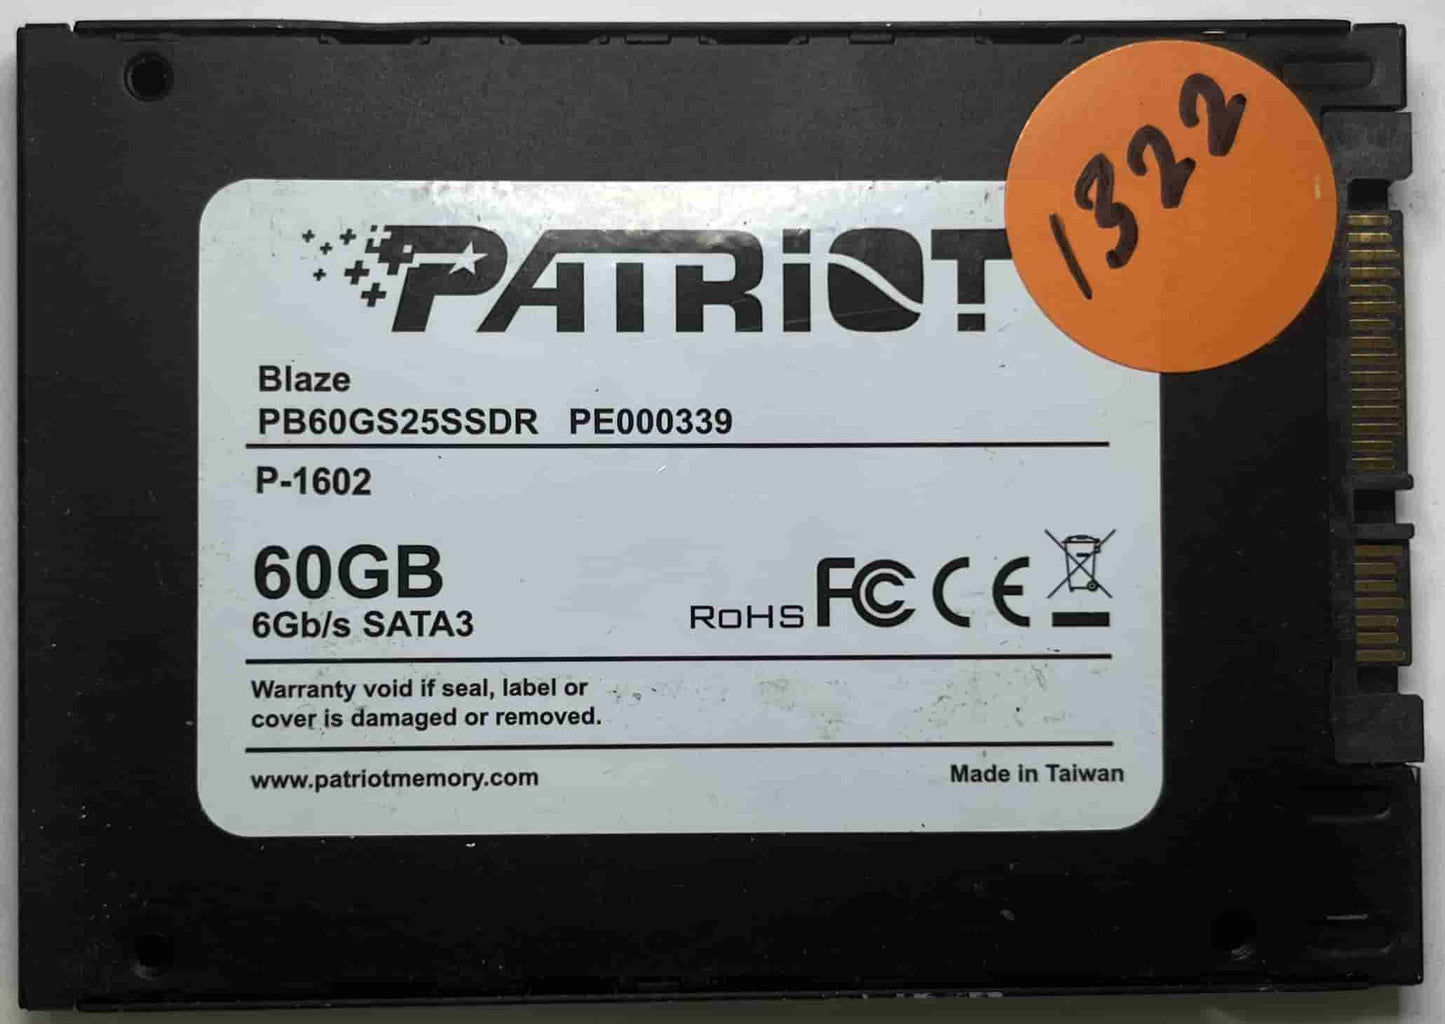 1322
PATRiOT
Blaze
PB60GS25SSDR PE000339
P-1602
60GB
6Gb/s SATA3
RoHS FC CE
Warranty void if seal, label or
cover is damaged or removed.
www.patriotmemory.com
Made in Taiwan